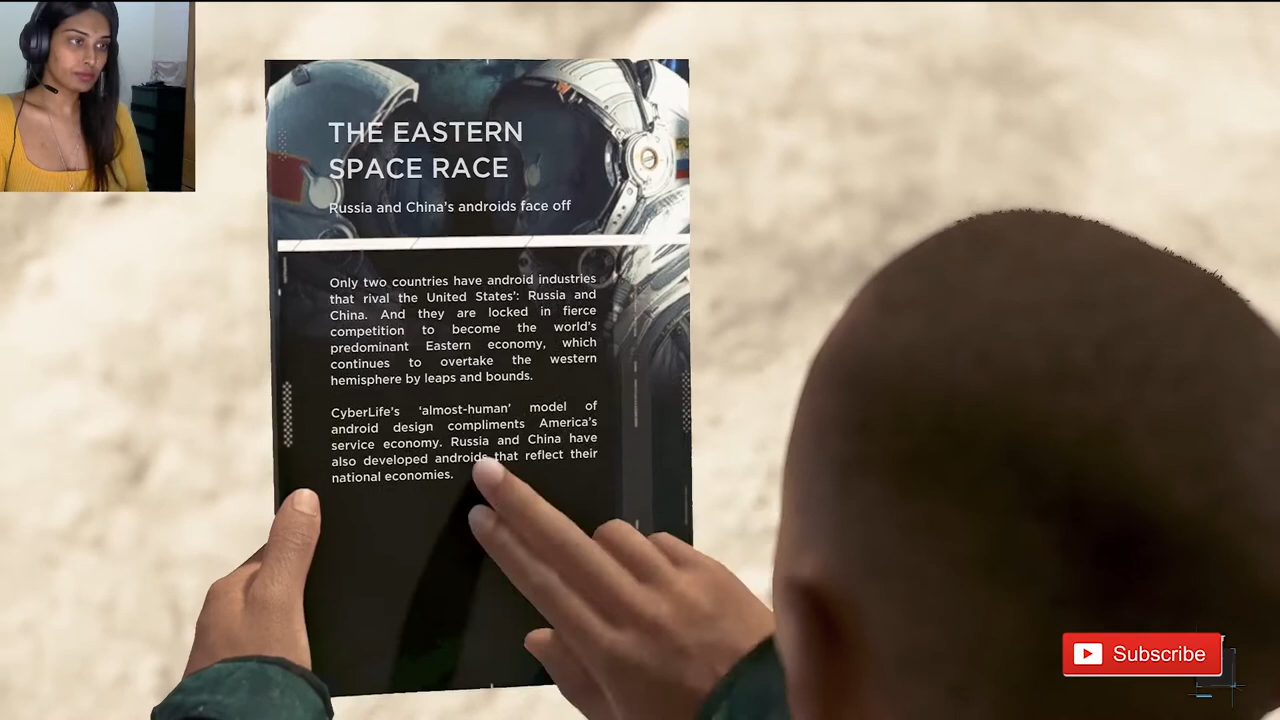 THE EASTERN
SPACE RACE
Russia and China's androids face off
Only two countries have android industries
that rival the United States': Russia and
China. And they are locked in fierce
competition to become the world's
predominant Eastern economy, which
continues to overtake the western
hemisphere by leaps and bounds.
CyberLife's 'almost-human' model of
android design compliments America's
service economy. Russia and China have
also developed androids that reflect their
national economies.
Subscribe